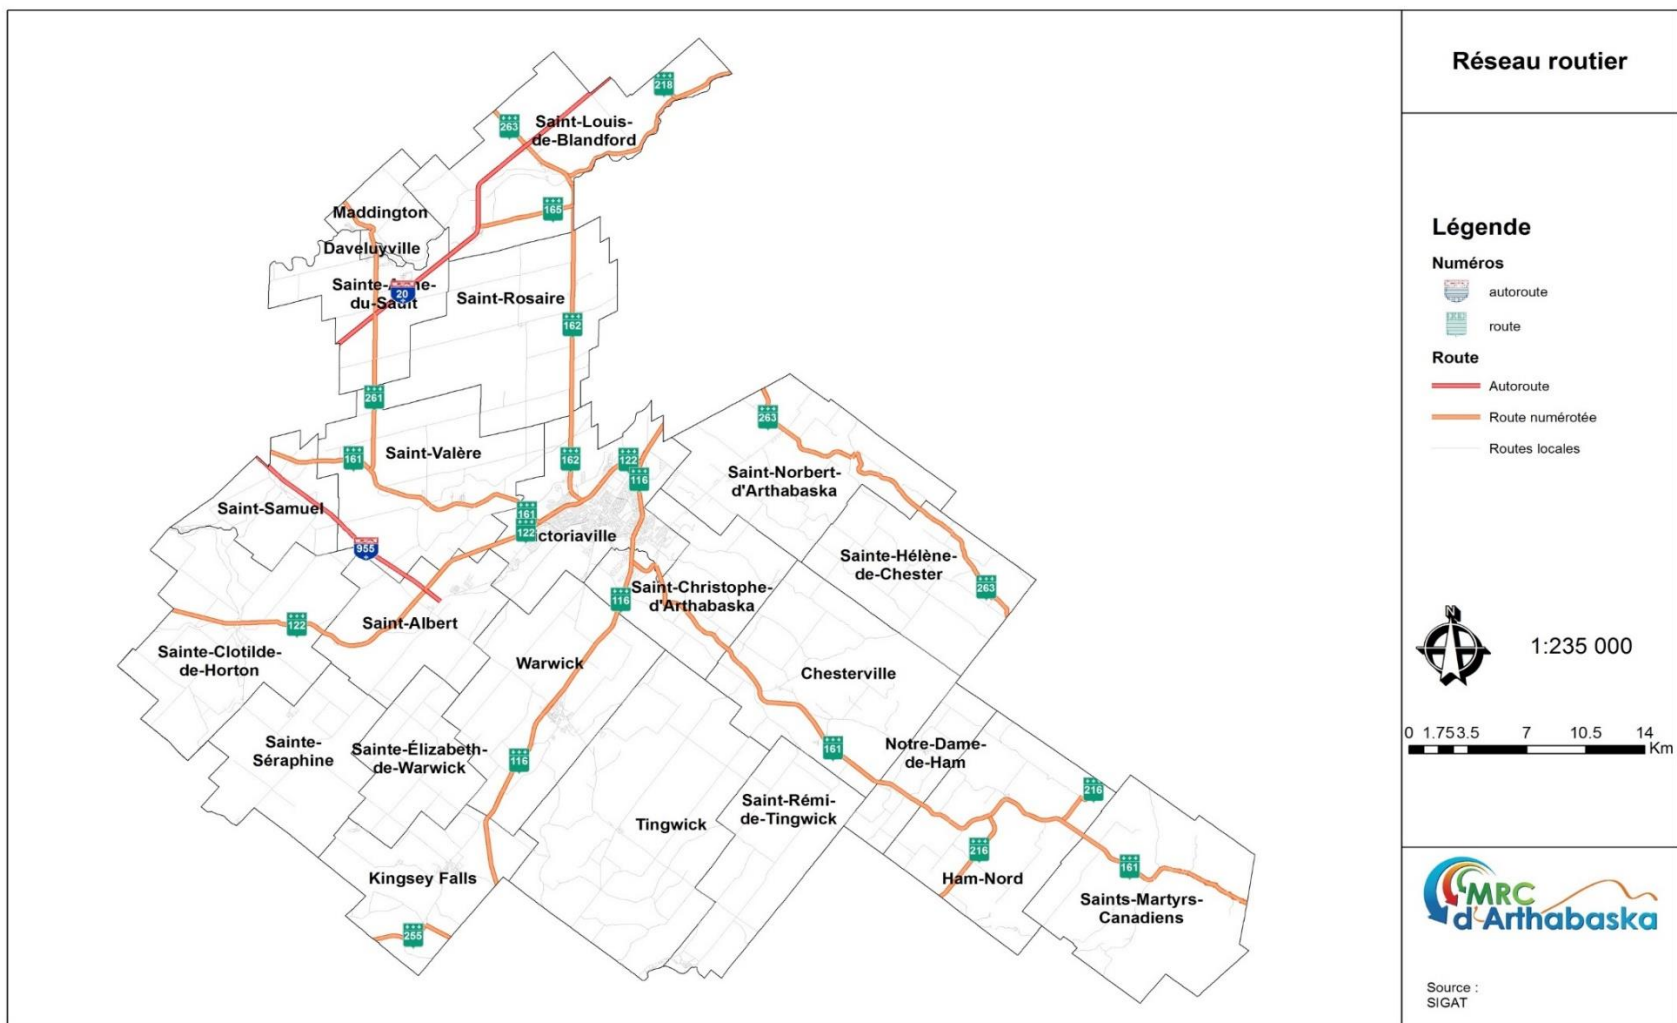 Réseau routier
218
263
Saint-Louis-
de-Blandford
165
Maddington
Daveluyville
Sainte-Anne-
du-Sault
20
Saint-Rosaire
162
261
263
Saint-Valère
161
162
122
116
Saint-Norbert-
d'Arthabaska
Saint-Samuel
161
122
ctoriaville
955
Sainte-Hélène-
de-Chester
263
Saint-Christophe-
d'Arthabaska
116
122
Saint-Albert
Sainte-Clotilde-
de-Horton
Warwick
Chesterville
Sainte-
Séraphine
Sainte-Élizabeth-
de-Warwick
116
161
Notre-Dame-
de-Ham
216
Saint-Rémi-
de-Tingwick
Tingwick
216
Ham-Nord
161
Kingsey Falls
Saints-Martyrs-
Canadiens
255
Légende
Numéros
autoroute
route
Route
Autoroute
Route numérotée
Routes locales
N
1:235 000
0 1.75 3.5 7 10.5 14
Km
MRC
d'Arthabaska
Source :
SIGAT